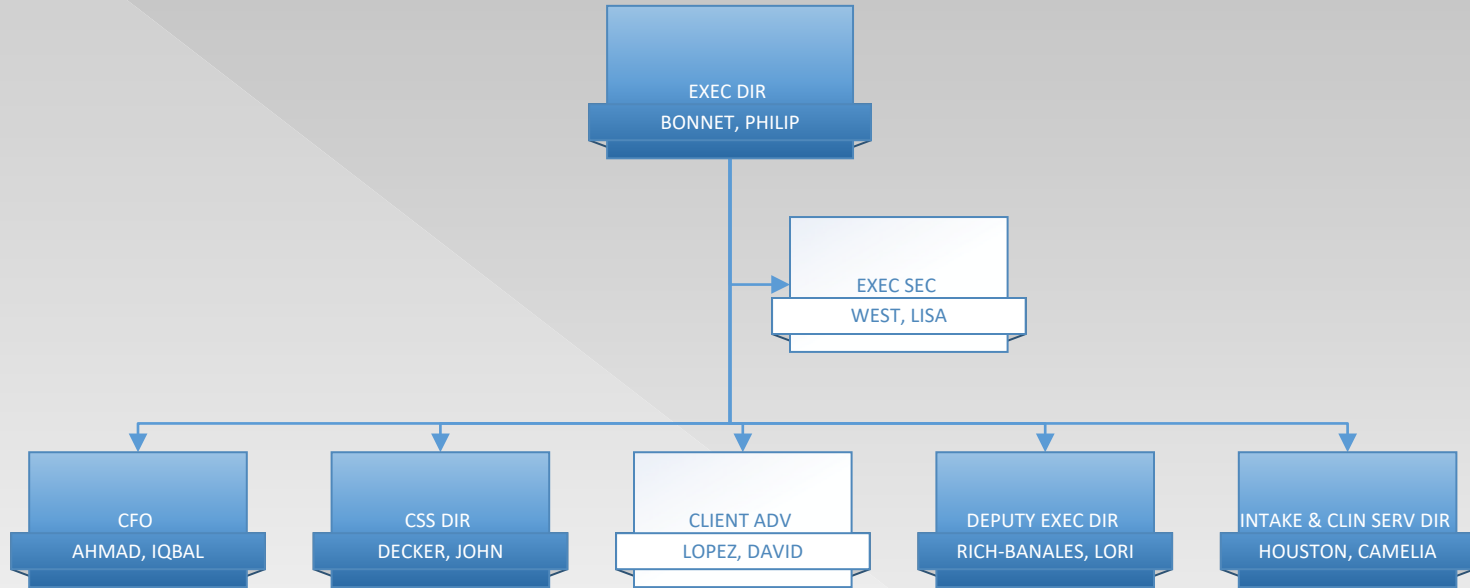 EXEC DIR
BONNET, PHILIP
EXEC SEC
WEST, LISA
CFO
AHMAD, IQBAL
CSS DIR
DECKER, JOHN
CLIENT ADV
LOPEZ, DAVID
DEPUTY EXEC DIR
RICH-BANALES, LORI
INTAKE & CLIN SERV DIR
HOUSTON, CAMELIA